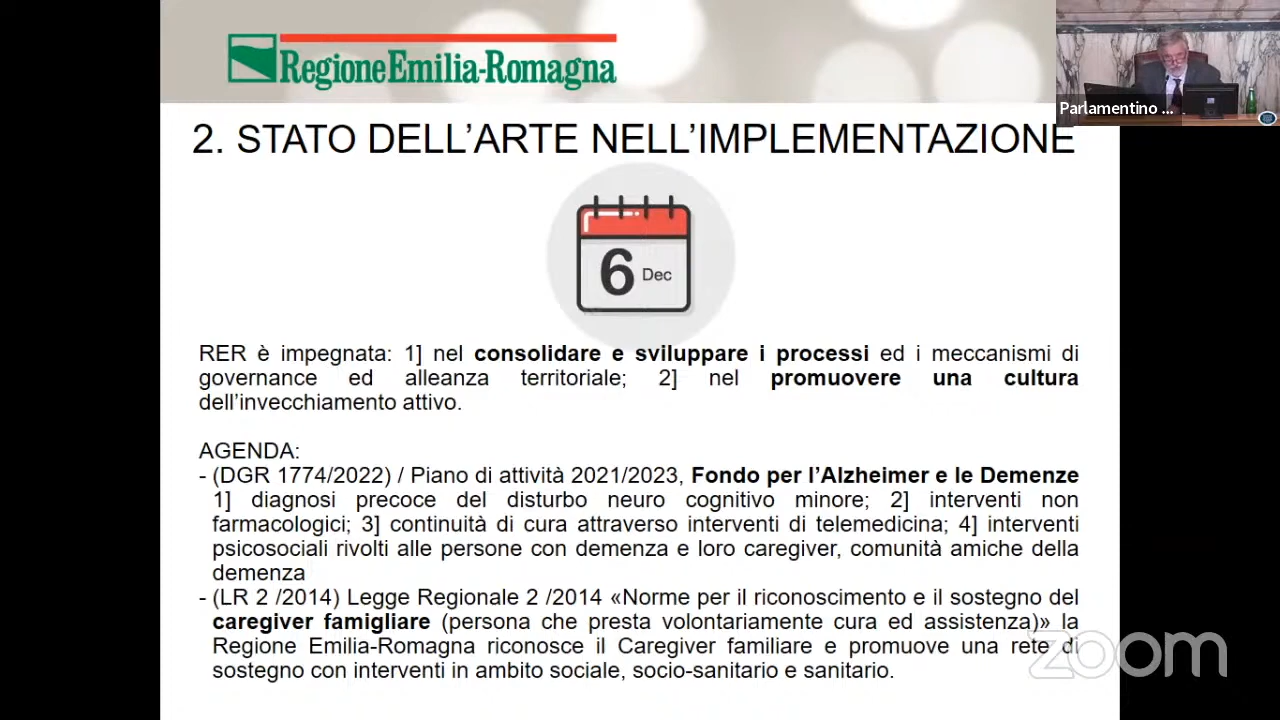 RegioneEmilia-Romagna
Parlamentino ...
2. STATO DELL'ARTE NELL'IMPLEMENTAZIONE
6 Dec
RER è impegnata: 1] nel consolidare e sviluppare i processi ed i meccanismi di
governance ed alleanza territoriale; 2] nel promuovere una cultura
dell'invecchiamento attivo.
AGENDA:
- (DGR 1774/2022) / Piano di attività 2021/2023, Fondo per l'Alzheimer e le Demenze
1] diagnosi precoce del disturbo neuro cognitivo minore; 2] interventi non
farmacologici; 3] continuità di cura attraverso interventi di telemedicina; 4] interventi
psicosociali rivolti alle persone con demenza e loro caregiver, comunità amiche della
demenza
- (LR 2 /2014) Legge Regionale 2 /2014 «Norme per il riconoscimento e il sostegno del
caregiver famigliare (persona che presta volontariamente cura ed assistenza)» la
Regione Emilia-Romagna riconosce il Caregiver familiare e promuove una rete di
sostegno con interventi in ambito sociale, socio-sanitario e sanitario.
zoom